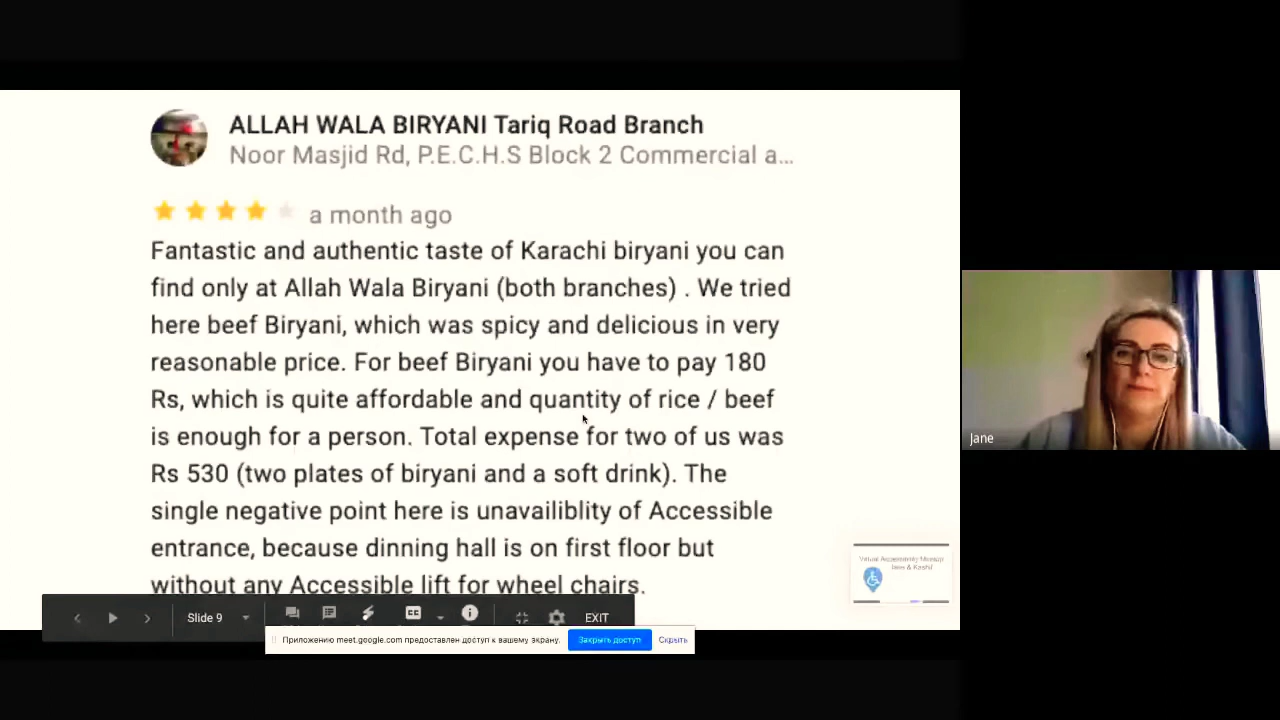 ALLAH WALA BIRYANI Tariq Road Branch
Noor Masjid Rd, P.E.C.H.S Block 2 Commercial a...
a month ago
Fantastic and authentic taste of Karachi biryani you can
find only at Allah Wala Biryani (both branches) . We tried
here beef Biryani, which was spicy and delicious in very
reasonable price. For beef Biryani you have to pay 180
Rs, which is quite affordable and quantity of rice / beef
is enough for a person. Total expense for two of us was
Rs 530 (two plates of biryani and a soft drink). The
single negative point here is unavailiblity of Accessible
entrance, because dinning hall is on first floor but
without any Accessible lift for wheel chairs.
Virtual Accessibility Meetup
& Kashif
Slide 9
CC
EXIT
Приложению meet.google.com предоставлен доступ к вашему экрану.
Закрыть доступ
Скрыть
Jane